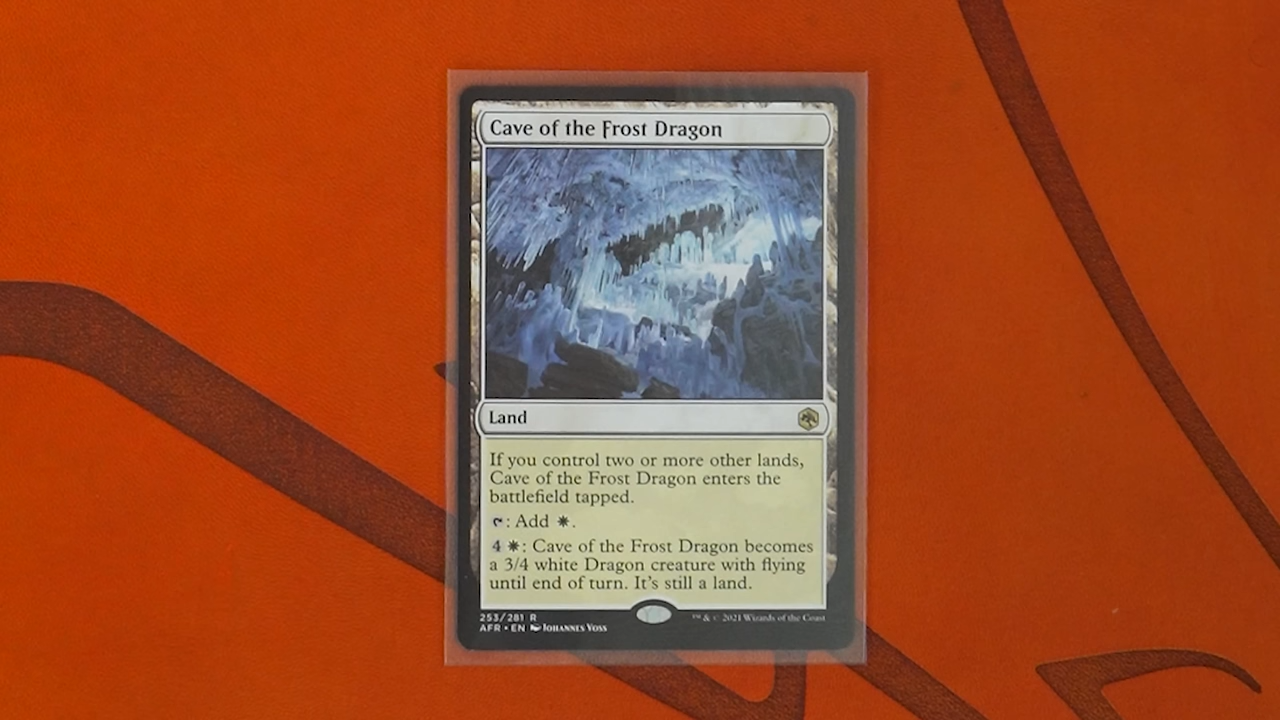 Cave of the Frost Dragon
Land
If you control two or more other lands,
Cave of the Frost Dragon enters the
battlefield tapped.
: Add .
4 : Cave of the Frost Dragon becomes
a 3/4 white Dragon creature with flying
until end of turn. It's still a land.
253/281 R
™ & © 2021 Wizards of the Coast
AFR • EN Johannes Voss